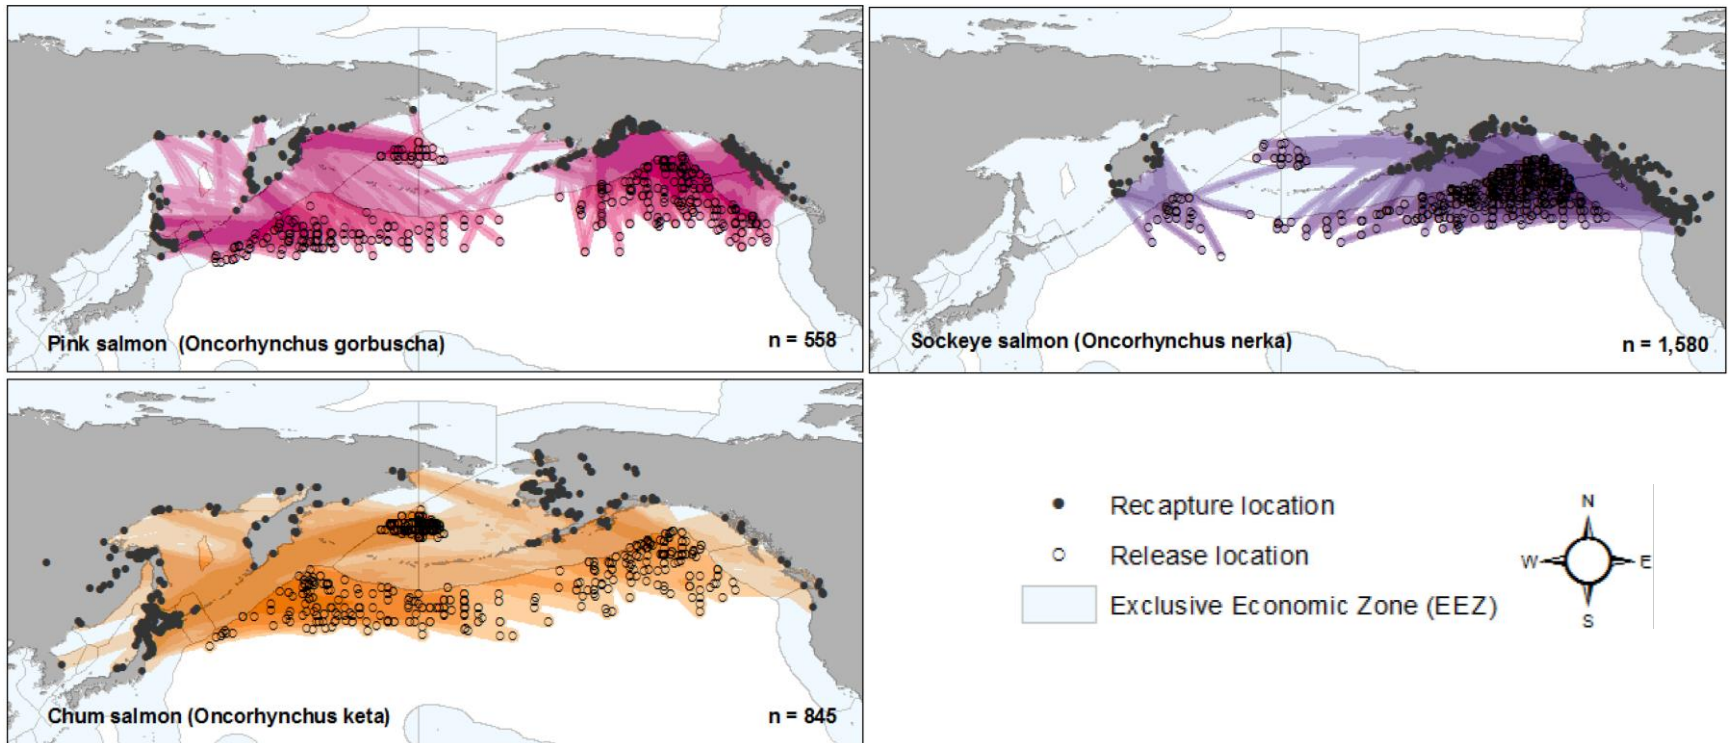 Pink salmon (Oncorhynchus gorbuscha)
n = 558
Sockeye salmon (Oncorhynchus nerka)
n = 1,580
Chum salmon (Oncorhynchus keta)
n = 845
Recapture location
Release location
Exclusive Economic Zone (EEZ)
N
W E
S